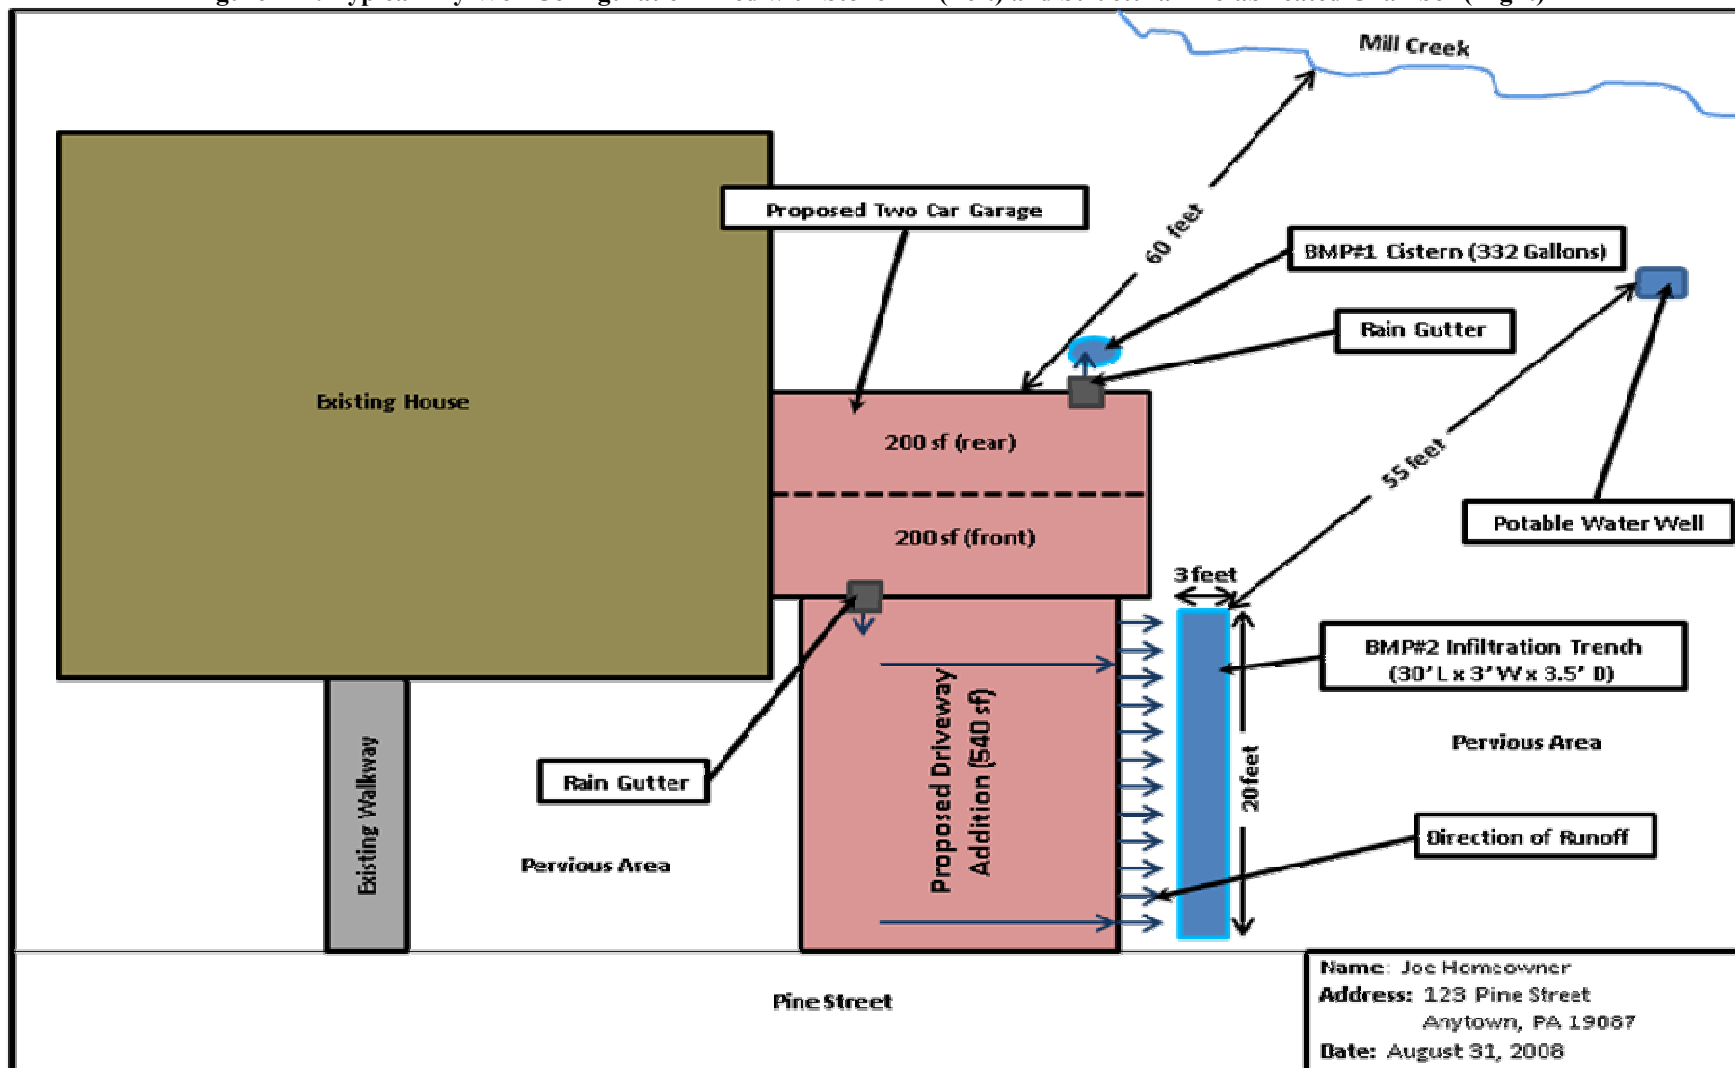 Mill Creek
Proposed Two Car Garage
60 feet
BMP#1 Cistern (332 Gallons)
Rain Gutter
Existing House
200 sf (rear)
55 feet
Potable Water Well
200 sf (front)
3 feet
BMP#2 Infiltration Trench
(30' L x 3' W x 3.5' D)
Proposed Driveway
Addition (540 sf)
Pervious Area
20 feet
Rain Gutter
Existing Walkway
Direction of Runoff
Pervious Area
Pine Street
Name: Joe Homeowner
Address: 123 Pine Street
Anytown, PA 19087
Date: August 31, 2008